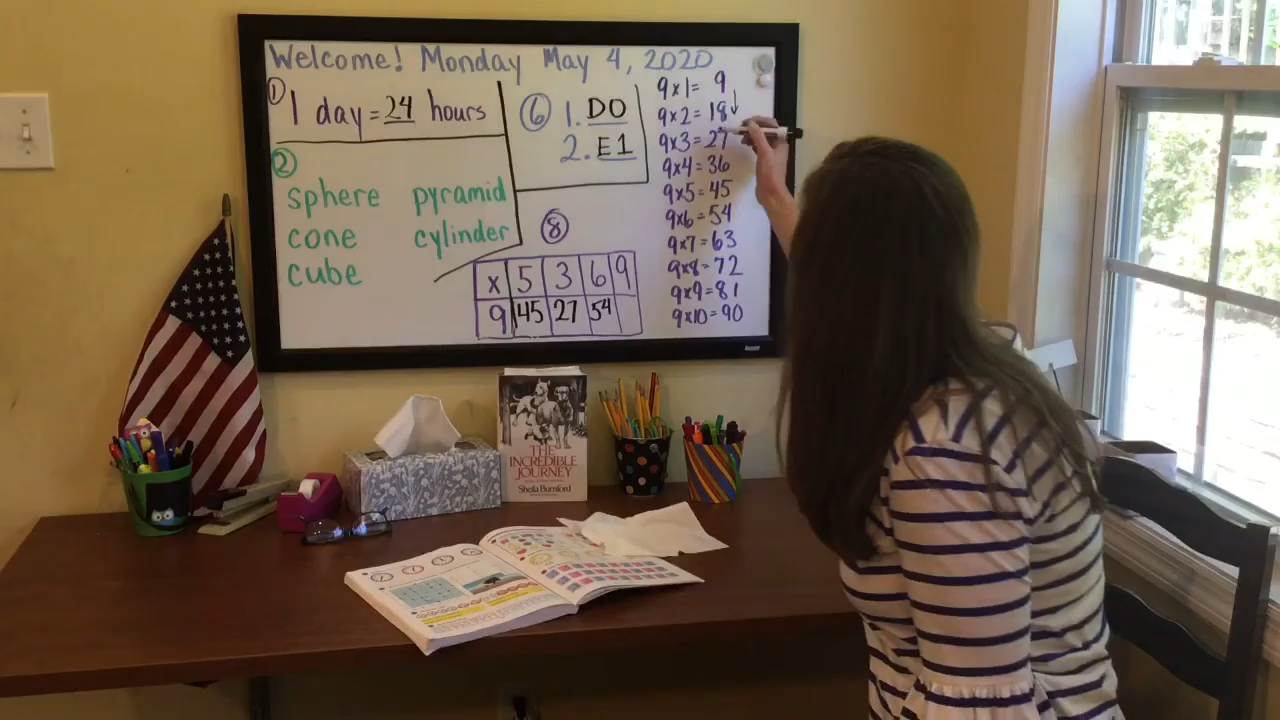 Welcome! Monday May 4, 2020
①
1 day = 24 hours
②
sphere pyramid
cone cylinder
cube
⑥ 1. DO
2. E1
⑧
x 5 3 6 9
9 45 27 54
9x1= 9
9x2= 18
9x3= 27
9x4= 36
9x5= 45
9x6= 54
9x7= 63
9x8= 72
9x9= 81
9x10= 90
THE
INCREDIBLE
JOURNEY
Sheila Burnford